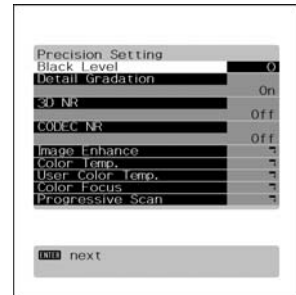 Precision Setting
Black Level 0
Detail Gradation
On
3D NR
Off
CODEC NR
Off
Image Enhance
Color Temp.
User Color Temp.
Color Focus
Progressive Scan
ENTER next